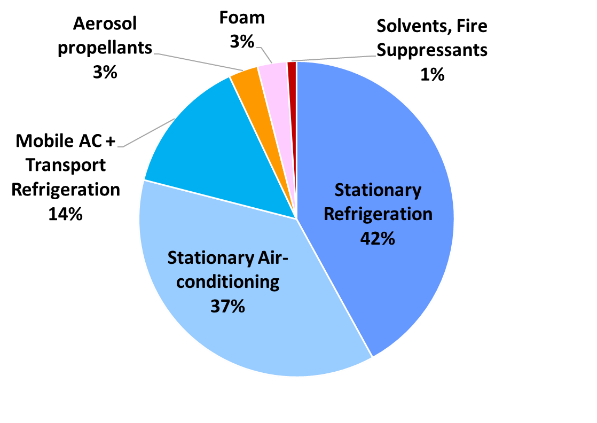 Aerosol
propellants
3%
Foam
3%
Solvents, Fire
Suppressants
1%
Mobile AC +
Transport
Refrigeration
14%
Stationary
Refrigeration
42%
Stationary Air-
conditioning
37%